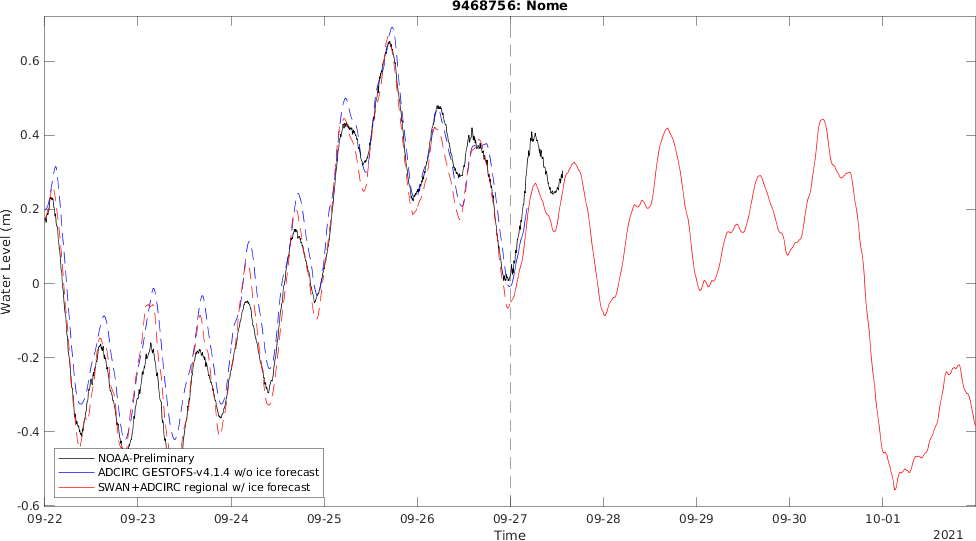 9468756: Nome
0.6
0.4
0.2
0
-0.2
-0.4
-0.6
Water Level (m)
NOAA-Preliminary
ADCIRC GESTOFS-v4.1.4 w/o ice forecast
SWAN+ADCIRC regional w/ ice forecast
09-22 09-23 09-24 09-25 09-26 09-27 09-28 09-29 09-30 10-01
Time
2021